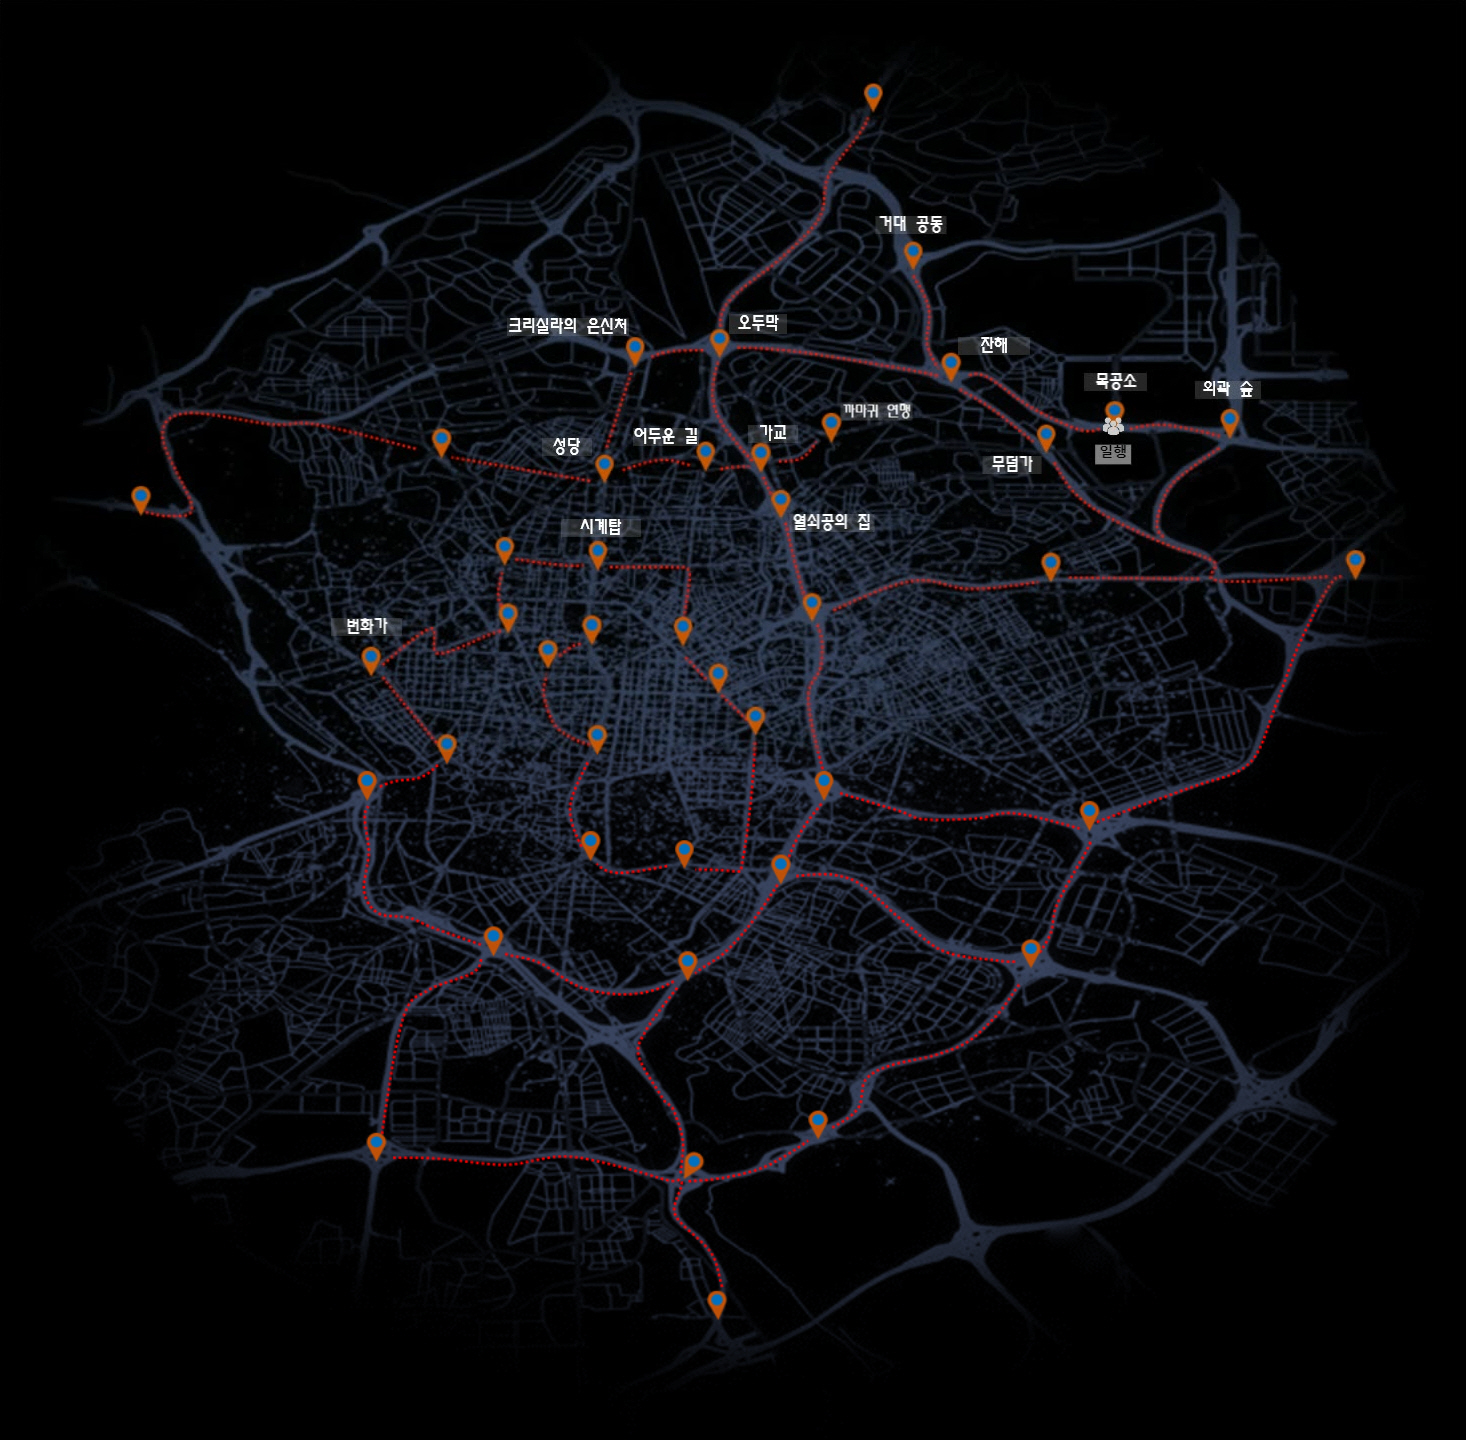 거대 공동
크리실라의 은신처
오두막
잔해
목공소
외곽 숲
까마귀 연행
성당
어두운 길
가교
일행
무덤가
시계탑
열쇠공의 집
번화가